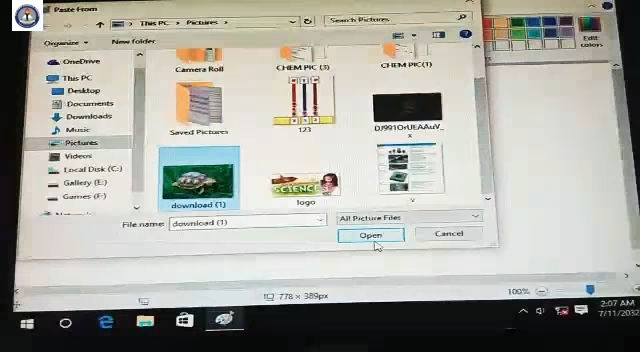 Paste From
This PC > Pictures >
Search Pictures
Organize
New folder
Edit colors
OneDrive
This PC
Desktop
Documents
Downloads
Music
Pictures
Videos
Local Disk (C:)
Gallery (E:)
Games (F:)
Camera Roll
CHEM PIC (3)
CHEM PIC(1)
Saved Pictures
123
download (1)
SCIENCE
logo
v
File name:
download (1)
All Picture Files
Open
Cancel
778 × 389px
100%
2:07 AM
7/11/2032